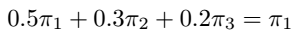 0.5π₁ + 0.3π₂ + 0.2π₃ = π₁